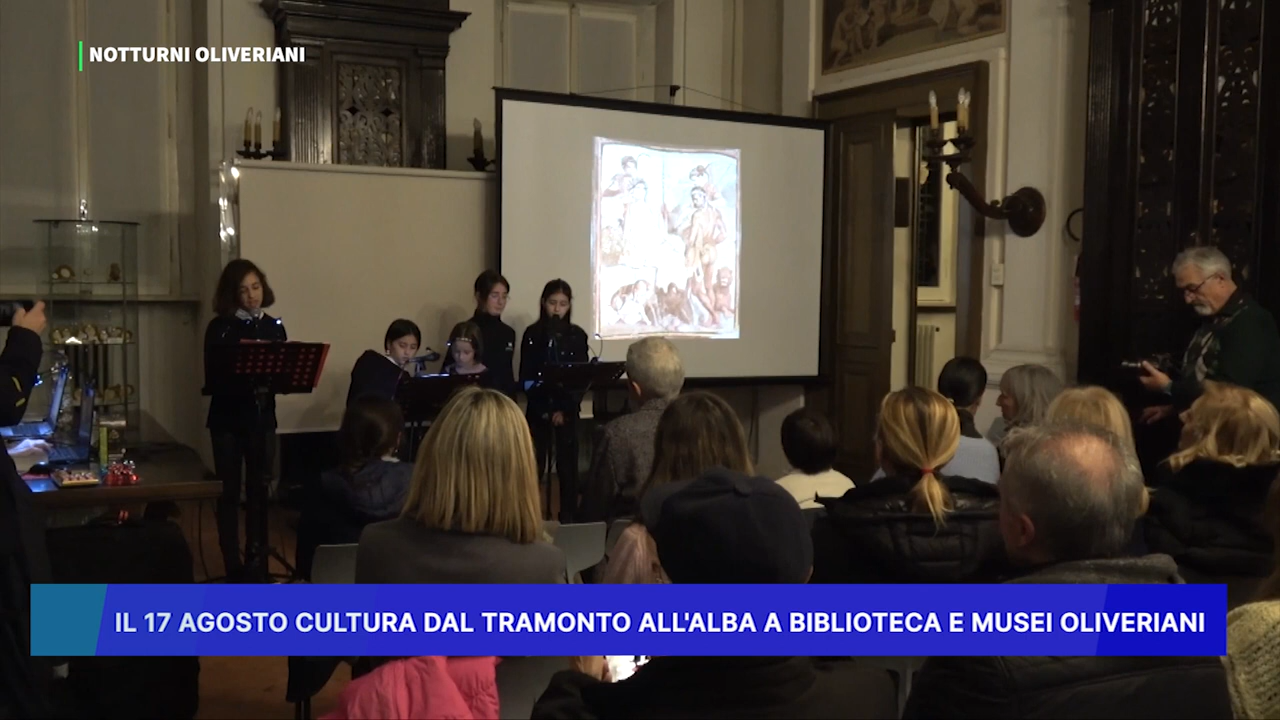 NOTTURNI OLIVERIANI
IL 17 AGOSTO CULTURA DAL TRAMONTO ALL'ALBA A BIBLIOTECA E MUSEI OLIVERIANI